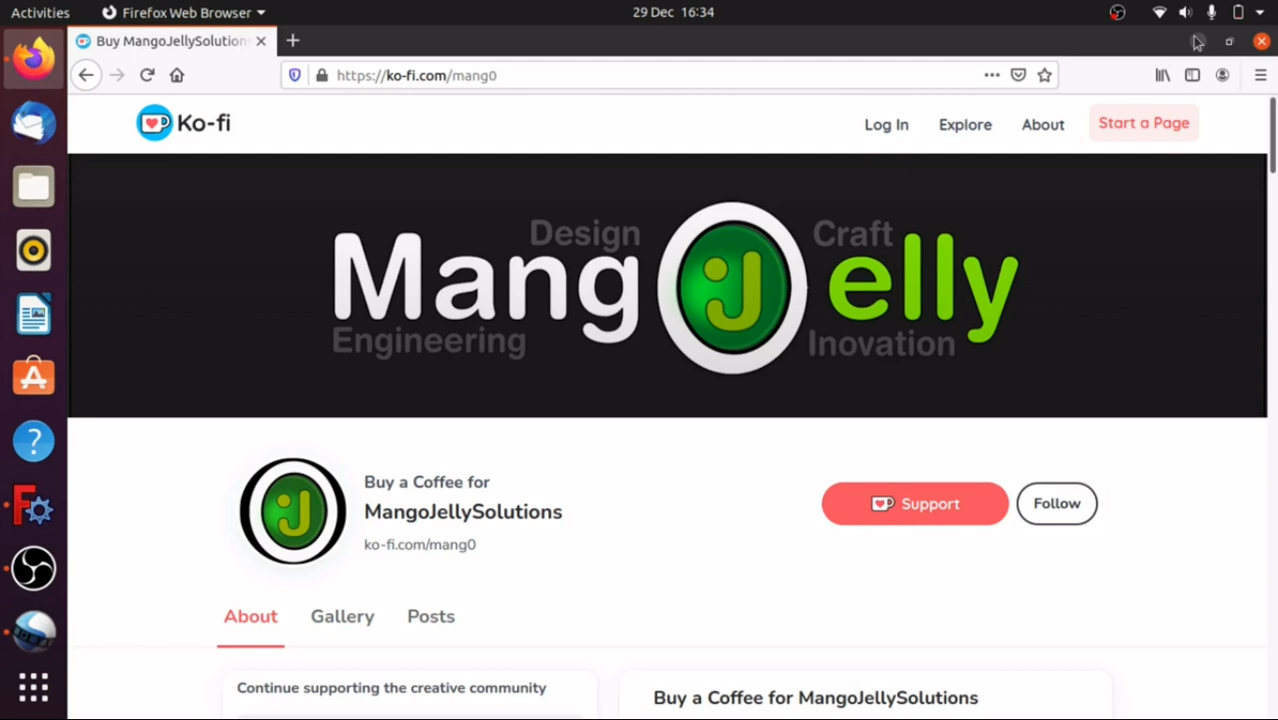 Activities Firefox Web Browser 29 Dec 16:34
Buy MangoJellySolution
https://ko-fi.com/mang0
Ko-fi Log In Explore About Start a Page
Design Craft
Mang J elly
Engineering Inovation
Buy a Coffee for
MangoJellySolutions
ko-fi.com/mang0
Support Follow
About Gallery Posts
Continue supporting the creative community
Buy a Coffee for MangoJellySolutions